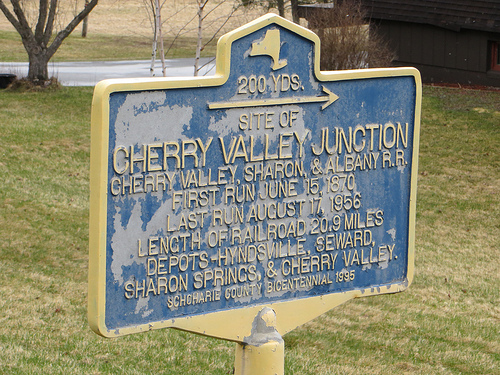 200 YDS.
SITE OF
CHERRY VALLEY JUNCTION
CHERRY VALLEY, SHARON, & ALBANY R.R.
FIRST RUN JUNE 15, 1870
LAST RUN AUGUST 17, 1956
LENGTH OF RAILROAD 20.9 MILES
DEPOTS - HYNDSVILLE, SEWARD,
SHARON SPRINGS, & CHERRY VALLEY.
SCHOHARIE COUNTY BICENTENNIAL 1995